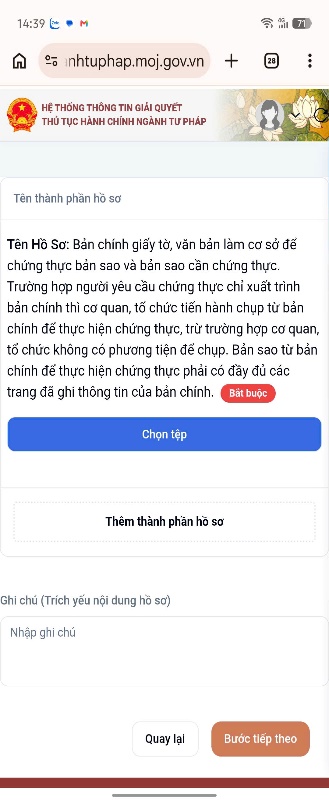 14:39
4G 71
ınhtuphap.moj.gov.vn
28
HỆ THỐNG THÔNG TIN GIẢI QUYẾT
THỦ TỤC HÀNH CHÍNH NGÀNH TƯ PHÁP
Tên thành phần hồ sơ
Tên Hồ Sơ: Bản chính giấy tờ, văn bản làm cơ sở để
chứng thực bản sao và bản sao cần chứng thực.
Trường hợp người yêu cầu chứng thực chỉ xuất trình
bản chính thì cơ quan, tổ chức tiến hành chụp từ bản
chính để thực hiện chứng thực, trừ trường hợp cơ quan,
tổ chức không có phương tiện để chụp. Bản sao từ bản
chính để thực hiện chứng thực phải có đầy đủ các
trang đã ghi thông tin của bản chính. Bắt buộc
Chọn tệp
Thêm thành phần hồ sơ
Ghi chú (Trích yếu nội dung hồ sơ)
Nhập ghi chú
Quay lại
Bước tiếp theo